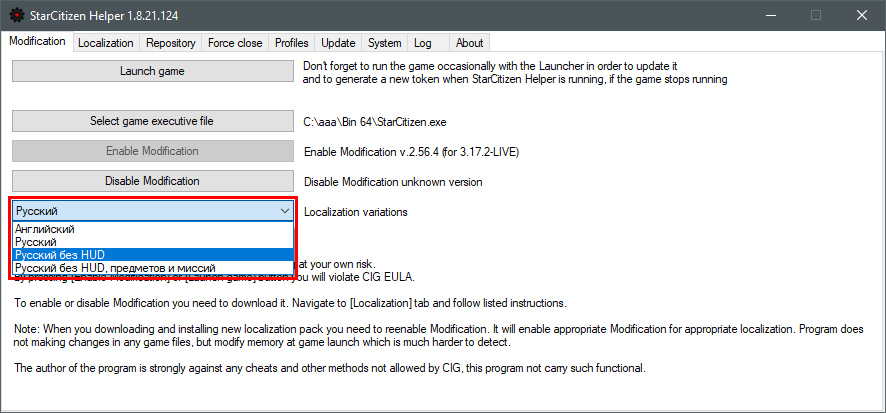 StarCitizen Helper 1.8.21.124
Modification Localization Repository Force close Profiles Update System Log About
Launch game
Don't forget to run the game occasionally with the Launcher in order to update it
and to generate a new token when StarCitizen Helper is running, if the game stops running
Select game executive file
C:\aaa\Bin 64\StarCitizen.exe
Enable Modification
Enable Modification v.2.56.4 (for 3.17.2-LIVE)
Disable Modification
Disable Modification unknown version
Русский
Localization variations
Английский
Русский
Русский без HUD
Русский без HUD, предметов и миссий
at your own risk.
By pressing [Enable Modification] or [Launch game] button you will violate CIG EULA.
To enable or disable Modification you need to download it. Navigate to [Localization] tab and follow listed instructions.
Note: When you downloading and installing new localization pack you need to reenable Modification. It will enable appropriate Modification for appropriate localization. Program does
not making changes in any game files, but modify memory at game launch which is much harder to detect.
The author of the program is strongly against any cheats and other methods not allowed by CIG, this program not carry such functional.